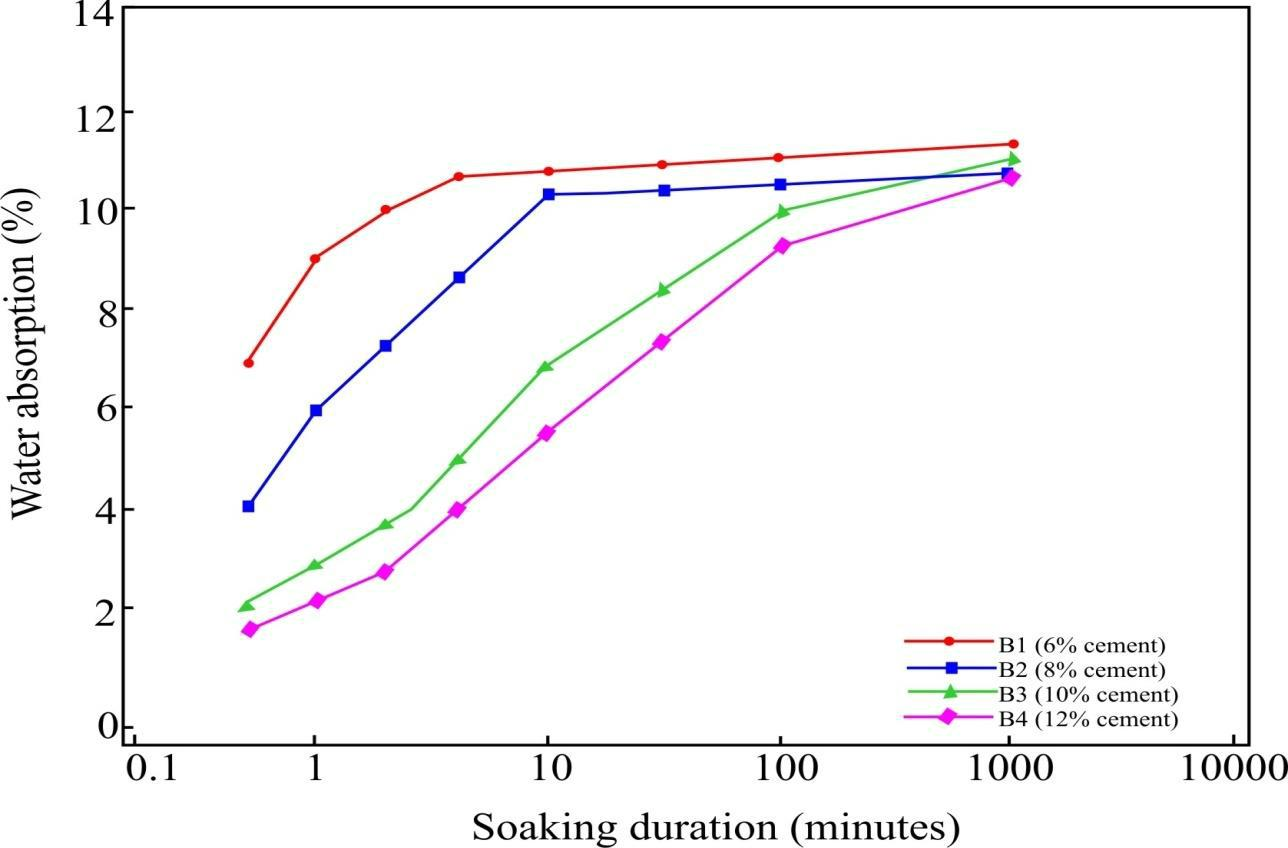 14
12
10
8
6
4
2
0
Water absorption (%)
B1 (6% cement)
B2 (8% cement)
B3 (10% cement)
B4 (12% cement)
0.1 1 10 100 1000 10000
Soaking duration (minutes)